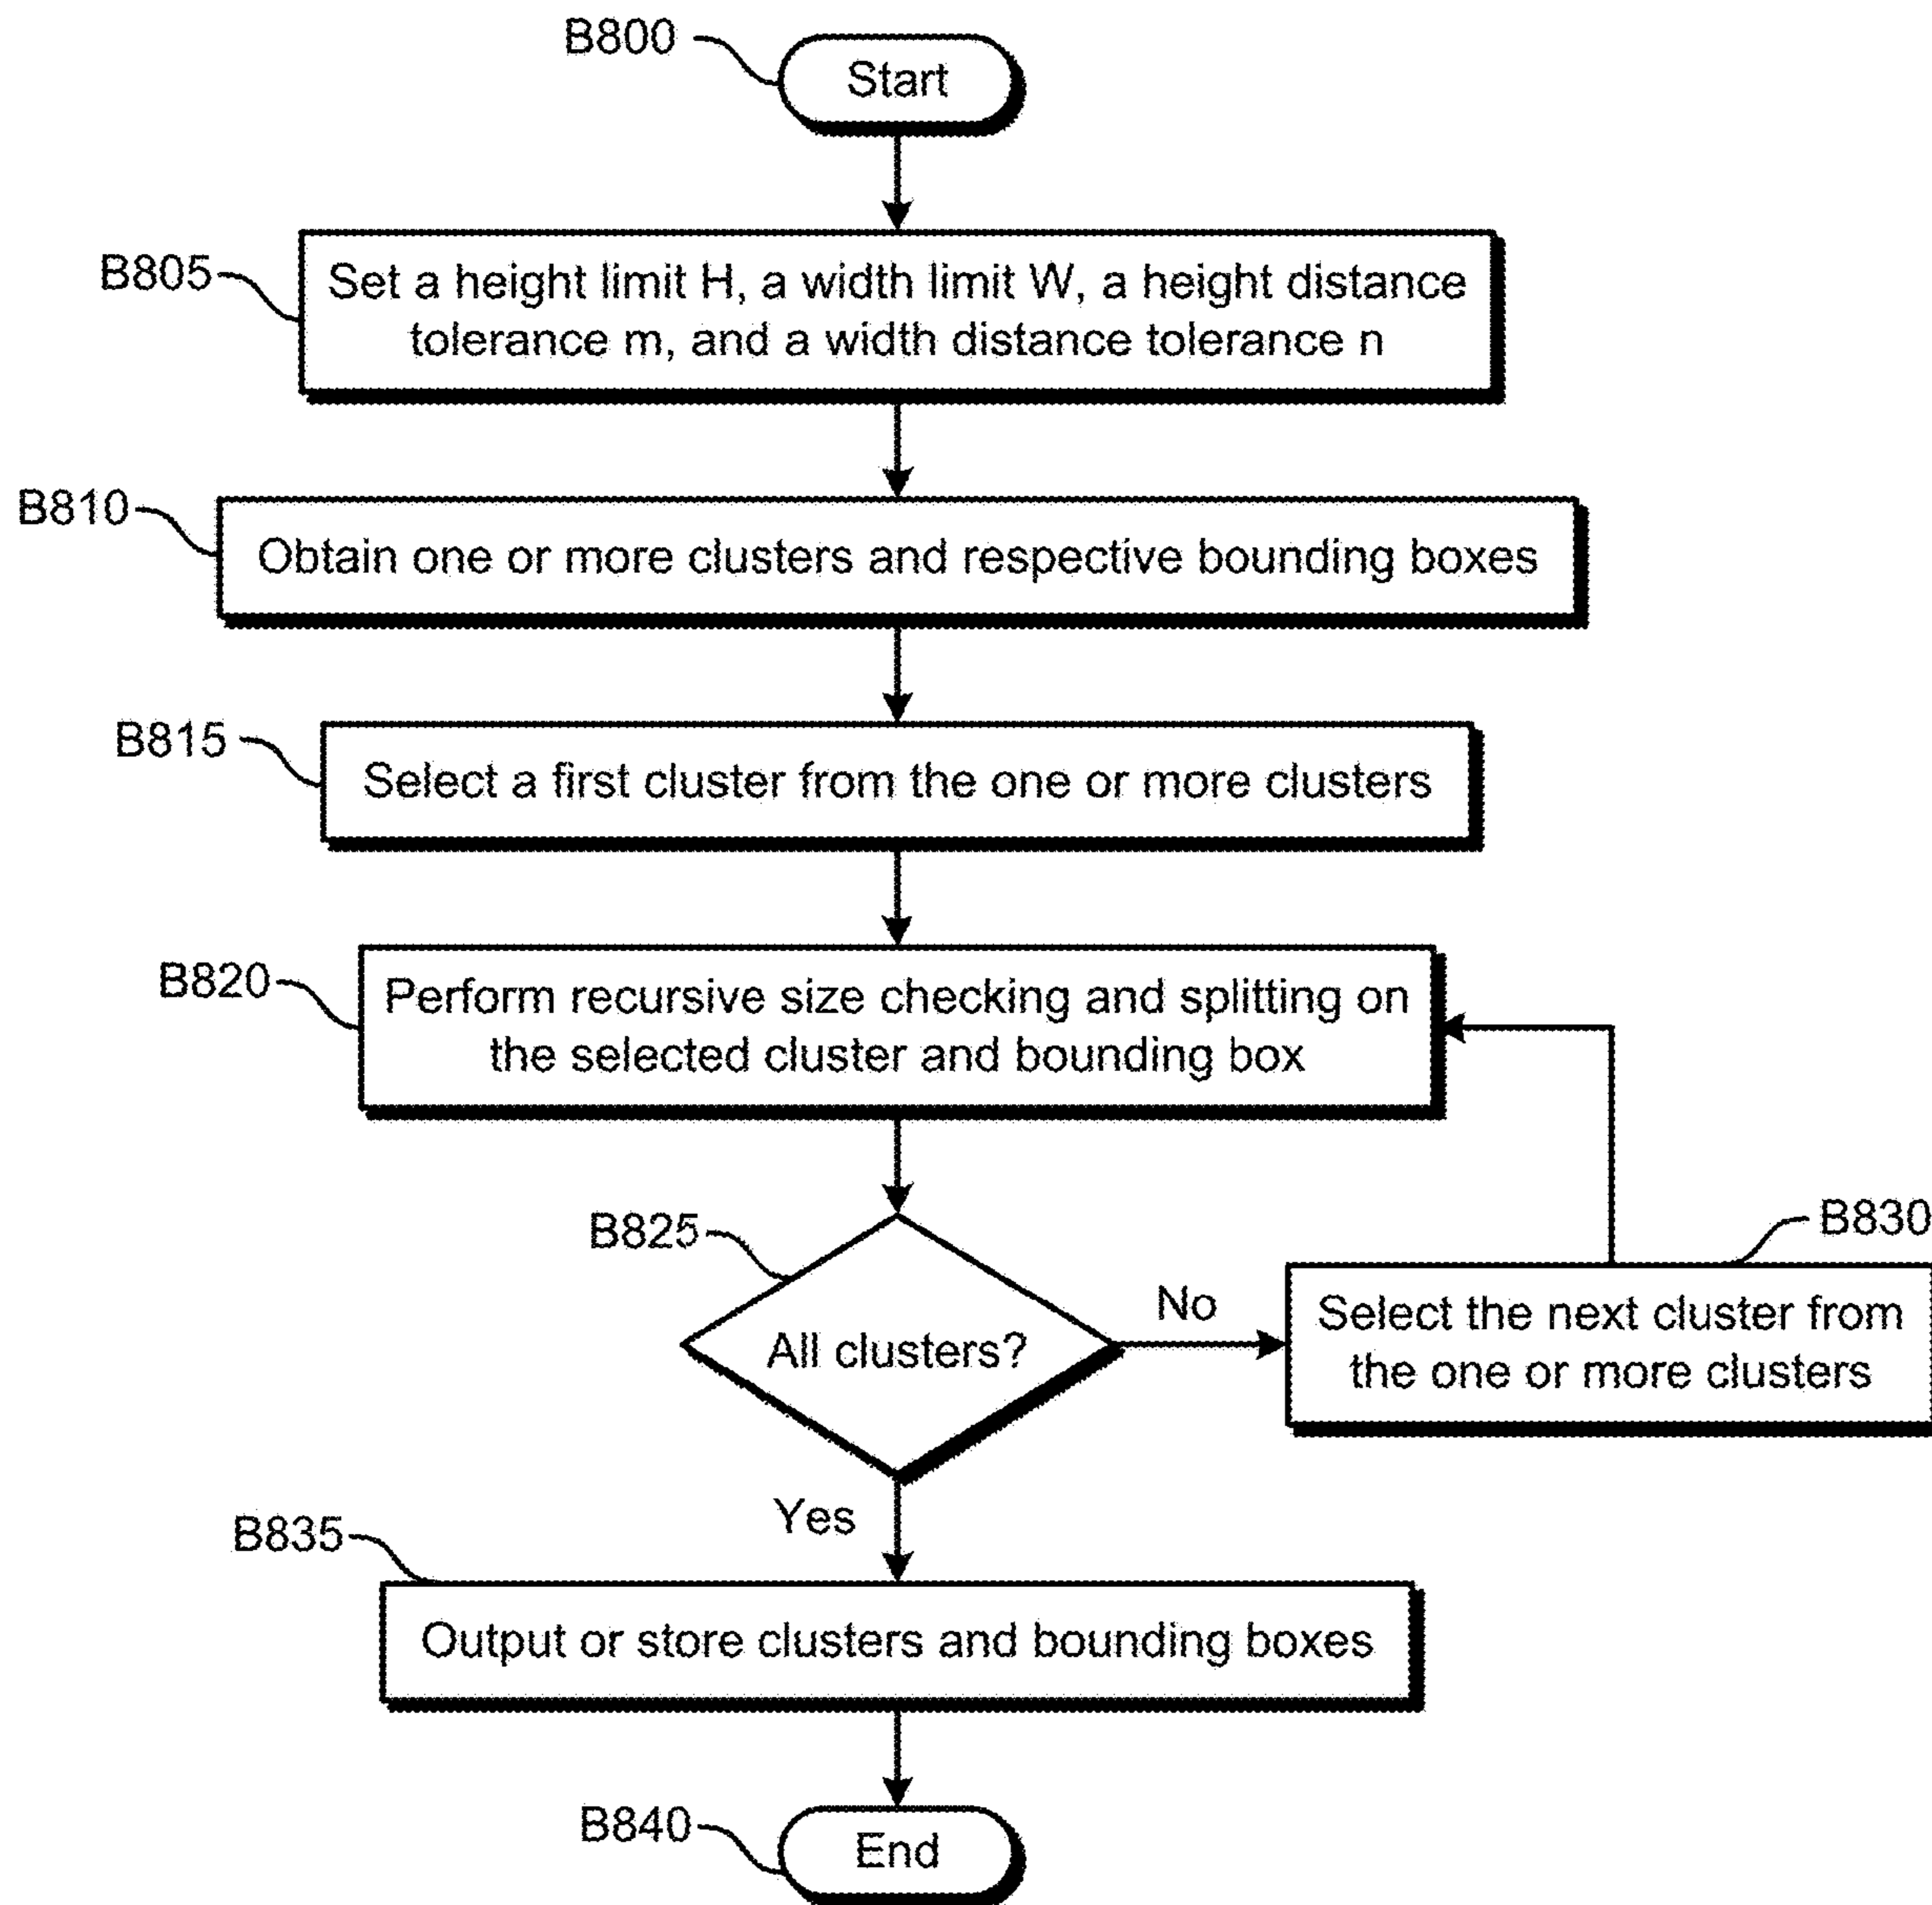 B800
Start
B805
Set a height limit H, a width limit W, a height distance
tolerance m, and a width distance tolerance n
B810
Obtain one or more clusters and respective bounding boxes
B815
Select a first cluster from the one or more clusters
B820
Perform recursive size checking and splitting on
the selected cluster and bounding box
B825
All clusters?
No
B830
Select the next cluster from
the one or more clusters
Yes
B835
Output or store clusters and bounding boxes
B840
End